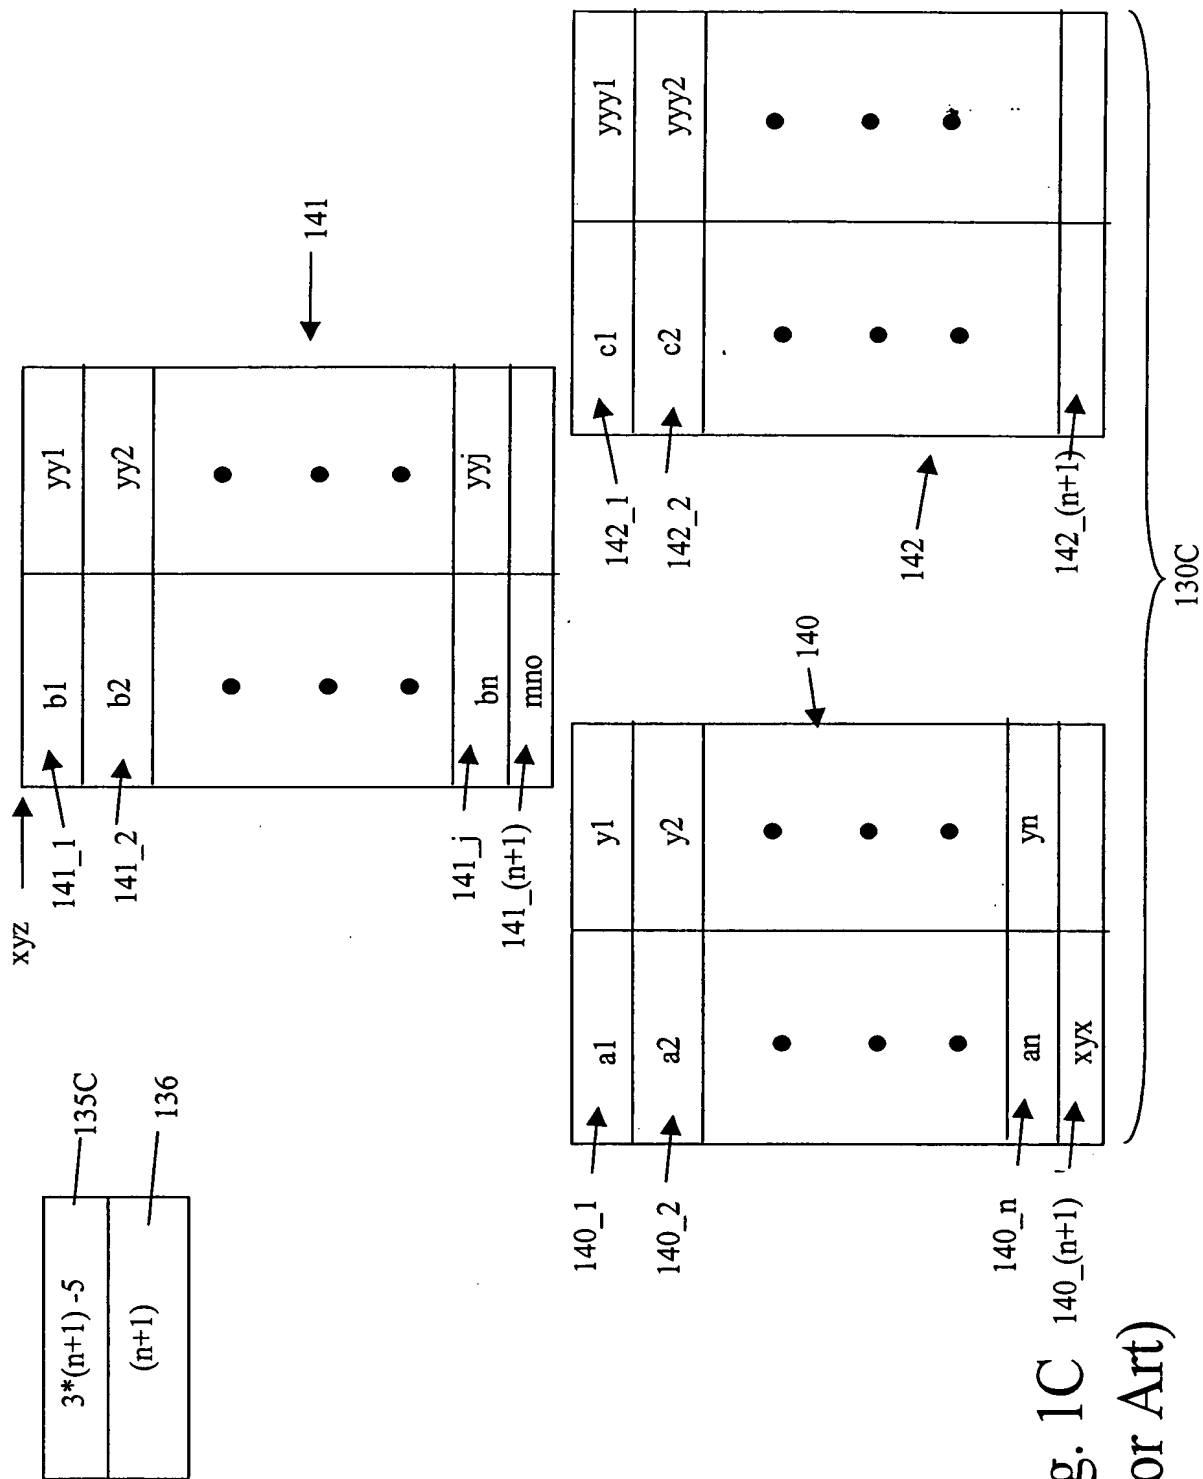 3*(n+1) -5
(n+1)
135C
136
xyz
141_1
141_2
141_j
141_(n+1)
b1 yy1
b2 yy2
bn yyj
mno
141
140_1
140_2
140_n
140_(n+1)
a1 y1
a2 y2
an yn
xyx
140
142_1
142_2
142
142_(n+1)
c1 yyy1
c2 yyy2
130C
g. 1C
or Art)